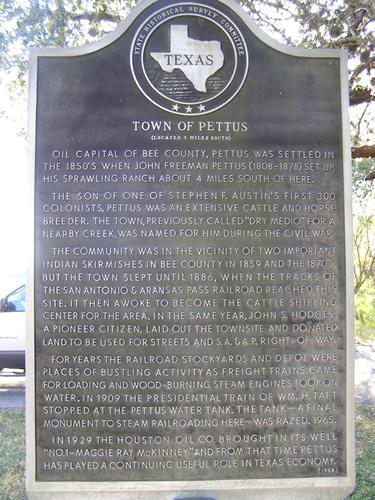 STATE HISTORICAL SURVEY COMMITTEE
TEXAS
TOWN OF PETTUS
(LOCATED 3 MILES SOUTH)
OIL CAPITAL OF BEE COUNTY, PETTUS WAS SETTLED IN
THE 1850'S WHEN JOHN FREEMAN PETTUS (1808-1878) SET UP
HIS SPRAWLING RANCH ABOUT 4 MILES SOUTH OF HERE.
THE SON OF ONE OF STEPHEN F. AUSTIN'S FIRST 300
COLONISTS, PETTUS WAS AN EXTENSIVE CATTLE AND HORSE
BREEDER. THE TOWN, PREVIOUSLY CALLED "DRY MEDIO" FOR A
NEARBY CREEK, WAS NAMED FOR HIM DURING THE CIVIL WAR.
THE COMMUNITY WAS IN THE VICINITY OF TWO IMPORTANT
INDIAN SKIRMISHES IN BEE COUNTY IN 1859 AND THE 1870'S,
BUT THE TOWN SLEPT UNTIL 1886, WHEN THE TRACKS OF
THE SAN ANTONIO & ARANSAS PASS RAILROAD REACHED THIS
SITE. IT THEN AWOKE TO BECOME THE CATTLE SHIPPING
CENTER FOR THE AREA. IN THE SAME YEAR, JOHN S. HODGES,
A PIONEER CITIZEN, LAID OUT THE TOWNSITE AND DONATED
LAND TO BE USED FOR STREETS AND S.A. & A.P. RIGHT-OF-WAY.
FOR YEARS THE RAILROAD STOCKYARDS AND DEPOT WERE
PLACES OF BUSTLING ACTIVITY AS FREIGHT TRAINS CAME
FOR LOADING AND WOOD-BURNING STEAM ENGINES TOOK ON
WATER. IN 1909 THE PRESIDENTIAL TRAIN OF WM. H. TAFT
STOPPED AT THE PETTUS WATER TANK. THE TANK-A FINAL
MONUMENT TO STEAM RAILROADING HERE-WAS RAZED, 1965.
IN 1929 THE HOUSTON OIL CO. BROUGHT IN ITS WELL
"NO.1-MAGGIE RAY McKINNEY" AND FROM THAT TIME PETTUS
HAS PLAYED A CONTINUING USEFUL ROLE IN TEXAS ECONOMY.
(1968)